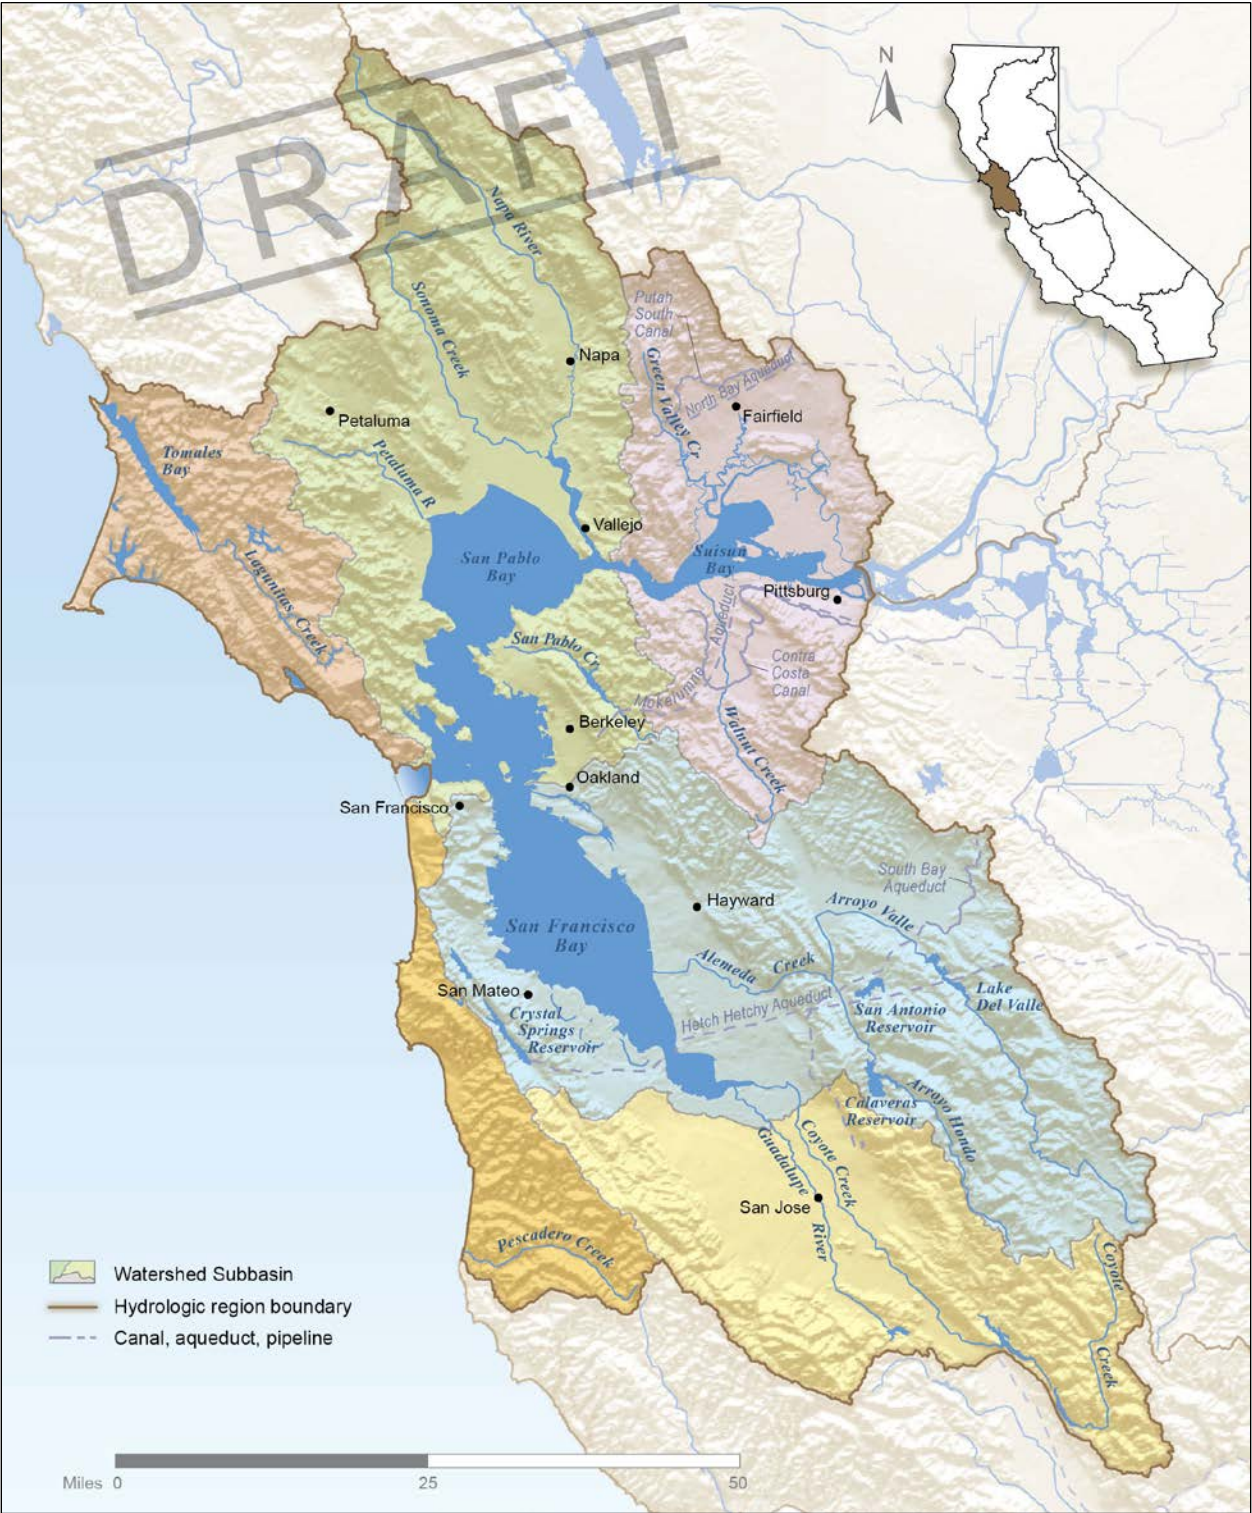 DRAFT
N
Napa River
Sonoma Creek
Putah
South
Canal
Napa
Green Valley Cr
North Bay Aqueduct
Fairfield
Petaluma
Petaluma R
Tomales
Bay
Vallejo
San Pablo
Bay
Suisun
Bay
Pittsburg
Lagunitas Creek
San Pablo Cr
Mokelumne Aqueduct
Contra
Costa
Canal
Walnut Creek
Berkeley
Oakland
San Francisco
South Bay
Aqueduct
Hayward
Arroyo Valle
San Francisco
Bay
Alemeda Creek
San Mateo
Crystal
Springs
Reservoir
Hetch Hetchy Aqueduct
San Antonio
Reservoir
Lake
Del Valle
Calaveras
Reservoir
Arroyo Hondo
Guadalupe River
Coyote Creek
San Jose
Pescadero Creek
Coyote Creek
Watershed Subbasin
Hydrologic region boundary
Canal, aqueduct, pipeline
Miles 0 25 50